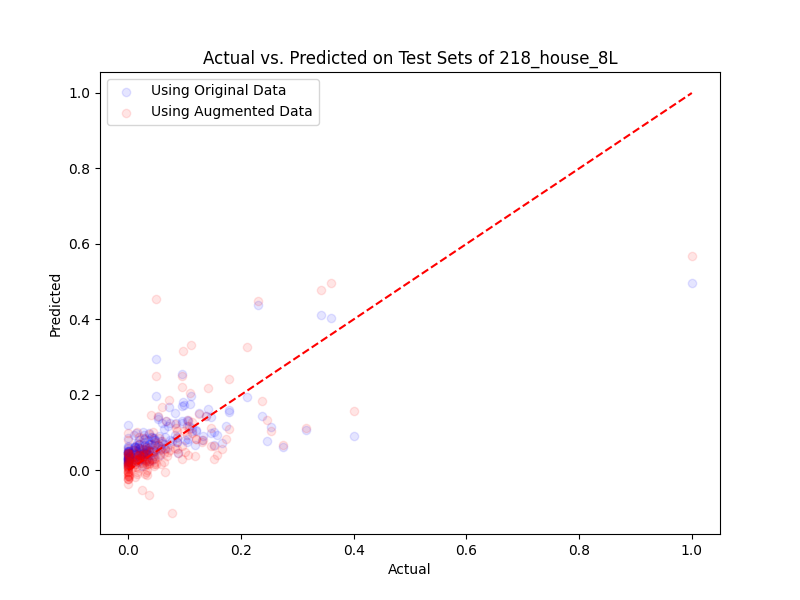 Actual vs. Predicted on Test Sets of 218_house_8L
Using Original Data
Using Augmented Data
1.0
0.8
0.6
0.4
0.2
0.0
Predicted
0.0 0.2 0.4 0.6 0.8 1.0
Actual